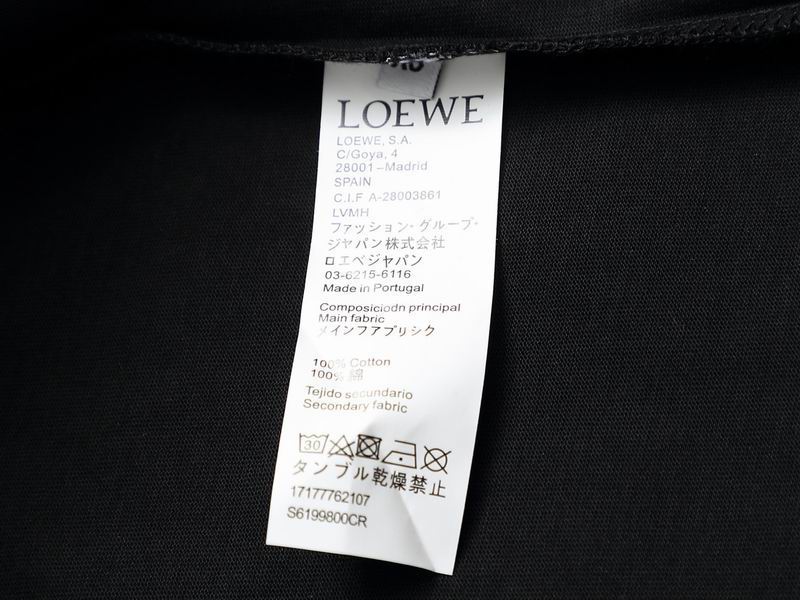 LOEWE
LOEWE, S.A.
C/Goya, 4
28001–Madrid
SPAIN
C.I.F A-28003861
LVMH
ファッション・グループ・
ジャパン株式会社
ロエベジャパン
03-6215-6116
Made in Portugal
Composiciodn principal
Main fabric
メインフアプリシク
100% Cotton
100% 綿
Tejido secundario
Secondary fabric
30
タンブル乾燥禁止
17177762107
S6199800CR